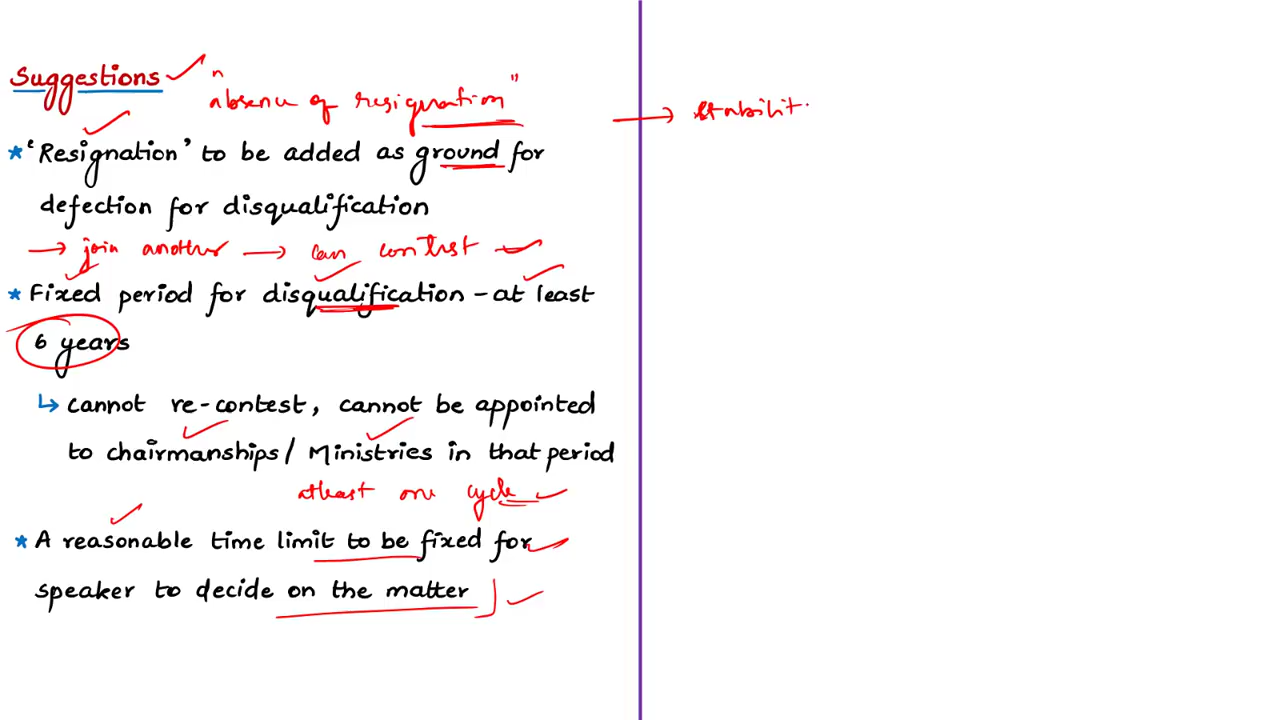 Suggestions
"absence of resignation"
→ stabilit
* 'Resignation' to be added as ground for
defection for disqualification
→ join another → can contest
* Fixed period for disqualification - at least
6 years
↳ cannot re-contest, cannot be appointed
to chairmanships/ Ministries in that period
atleast one cycle
* A reasonable time limit to be fixed for
speaker to decide on the matter